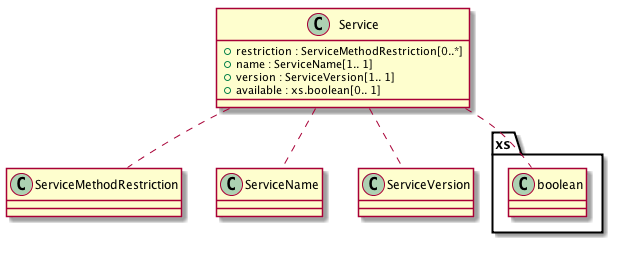 C Service
restriction : ServiceMethodRestriction[0..*]
name : ServiceName[1.. 1]
version : ServiceVersion[1.. 1]
available : xs.boolean[0.. 1]
xs
C ServiceMethodRestriction
C ServiceName
C ServiceVersion
C boolean